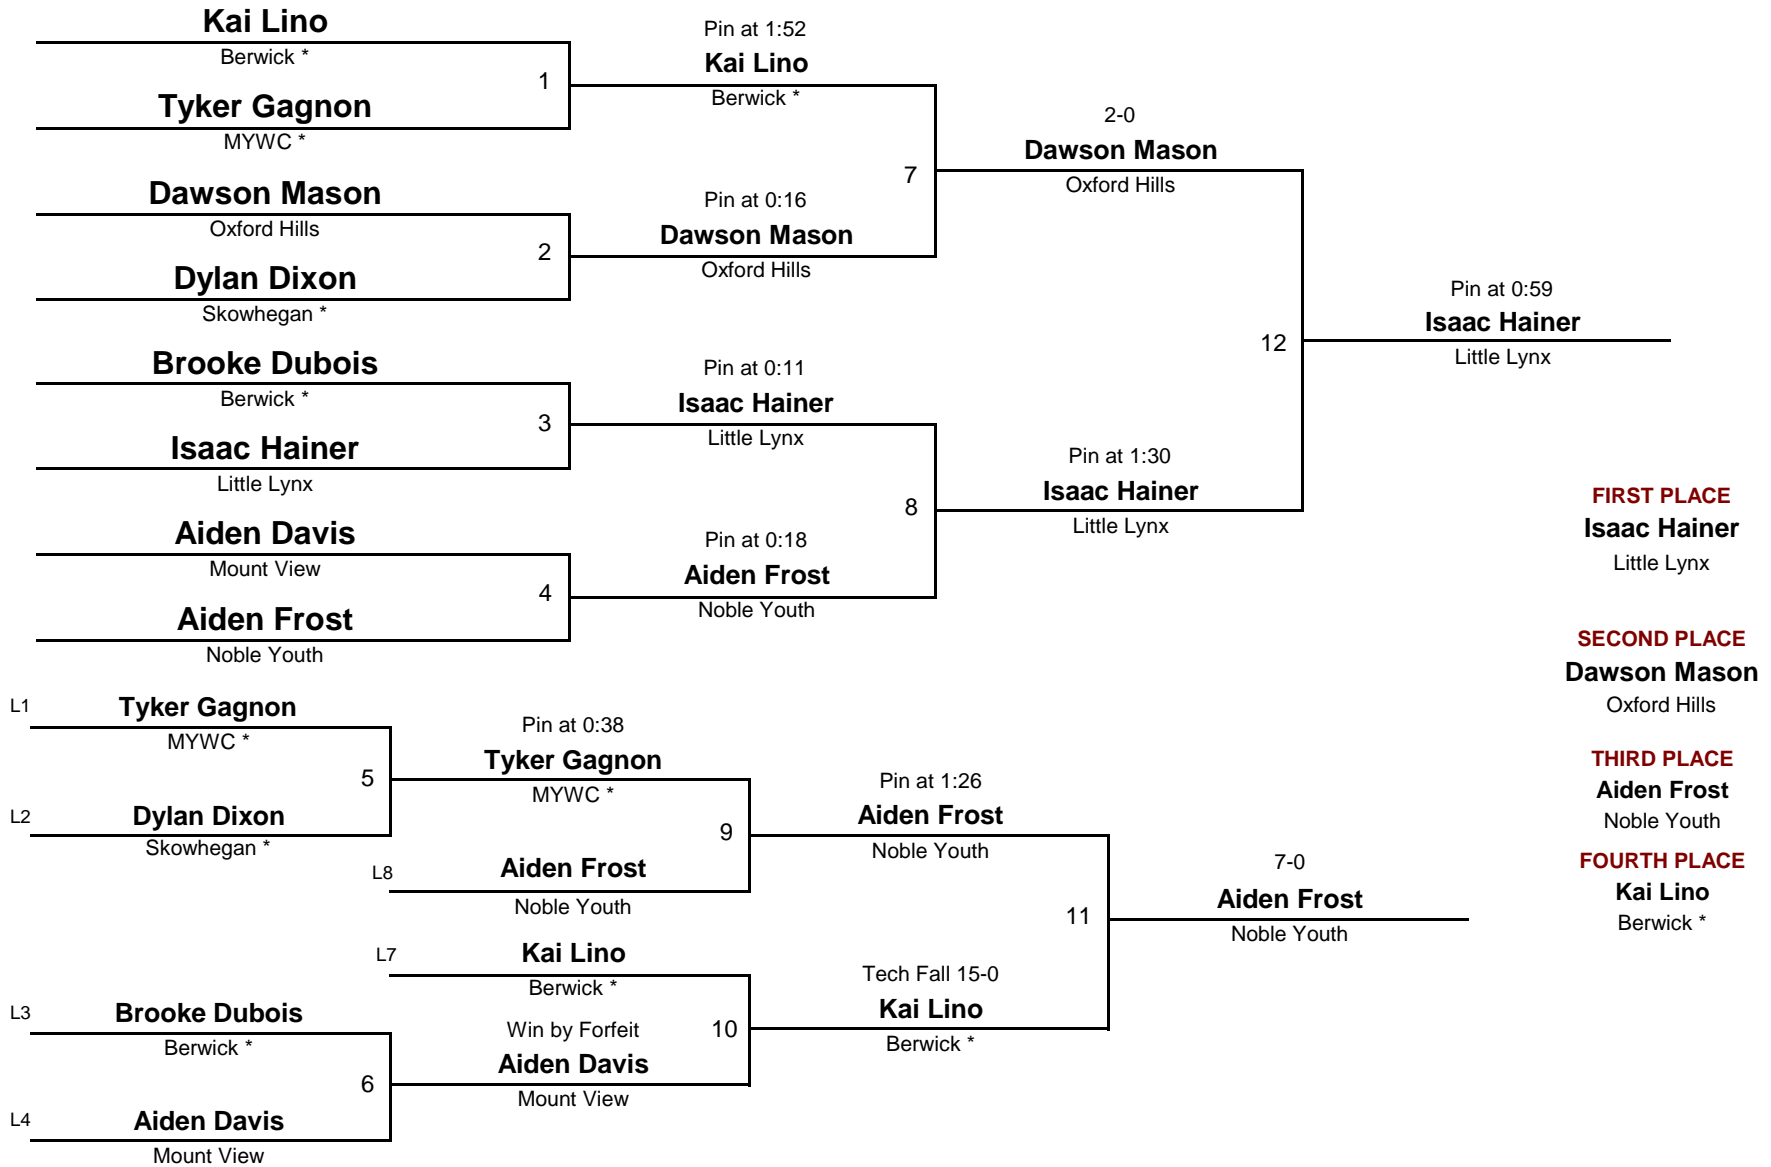 Kai Lino
Berwick *
1
Tyker Gagnon
MYWC *
Dawson Mason
Oxford Hills
2
Dylan Dixon
Skowhegan *
Brooke Dubois
Berwick *
3
Isaac Hainer
Little Lynx
Aiden Davis
Mount View
4
Aiden Frost
Noble Youth
Pin at 1:52
Kai Lino
Berwick *
7
Pin at 0:16
Dawson Mason
Oxford Hills
Pin at 0:11
Isaac Hainer
Little Lynx
8
Pin at 0:18
Aiden Frost
Noble Youth
2-0
Dawson Mason
Oxford Hills
12
Pin at 1:30
Isaac Hainer
Little Lynx
Pin at 0:59
Isaac Hainer
Little Lynx
L1
Tyker Gagnon
MYWC *
5
L2
Dylan Dixon
Skowhegan *
L3
Brooke Dubois
Berwick *
6
L4
Aiden Davis
Mount View
Pin at 0:38
Tyker Gagnon
MYWC *
9
L8
Aiden Frost
Noble Youth
L7
Kai Lino
Berwick *
10
Win by Forfeit
Aiden Davis
Mount View
Pin at 1:26
Aiden Frost
Noble Youth
11
Tech Fall 15-0
Kai Lino
Berwick *
7-0
Aiden Frost
Noble Youth
FIRST PLACE
Isaac Hainer
Little Lynx
SECOND PLACE
Dawson Mason
Oxford Hills
THIRD PLACE
Aiden Frost
Noble Youth
FOURTH PLACE
Kai Lino
Berwick *